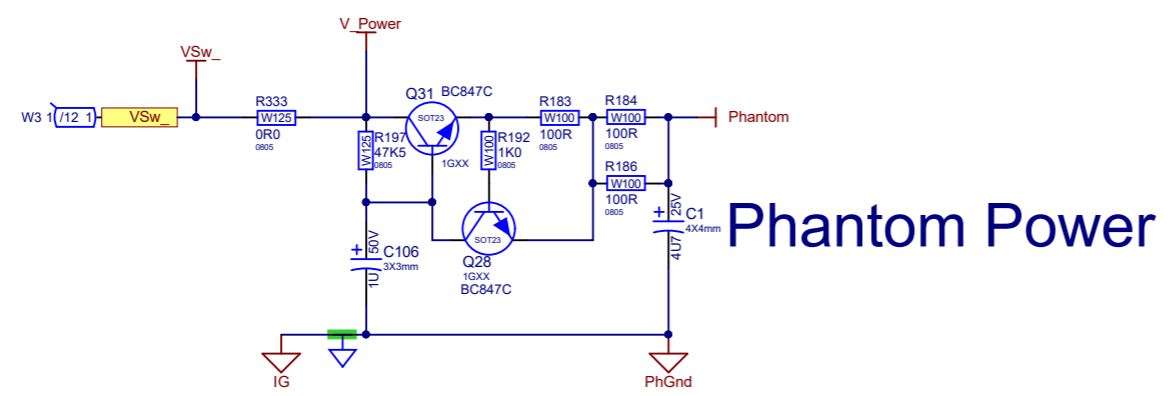 V_Power
VSw_
W3 1 /12 1
VSw_
R333
W125
0R0
0805
Q31
BC847C
SOT23
1GXX
R197
W125
47K5
0805
R192
W100
1K0
0805
R183
W100
100R
0805
R184
W100
100R
0805
Phantom
R186
W100
100R
0805
SOT23
Q28
1GXX
BC847C
+
50V
C106
3X3mm
1U
+
25V
C1
4X4mm
4U7
Phantom Power
IG
PhGnd